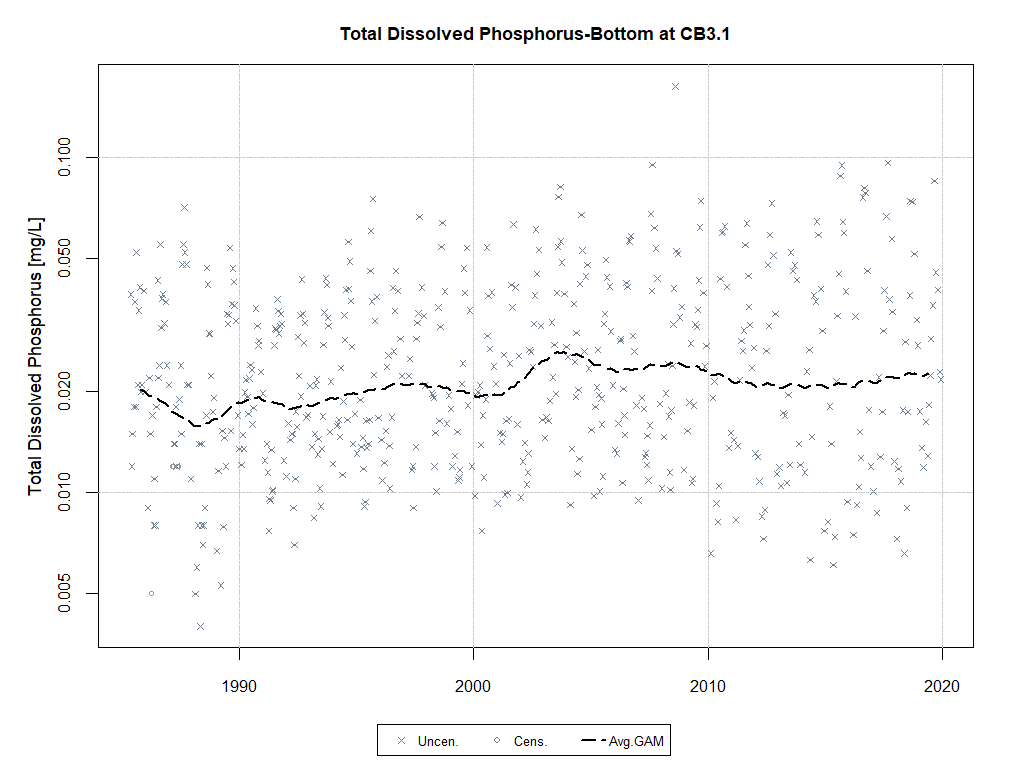 Total Dissolved Phosphorus-Bottom at CB3.1
Total Dissolved Phosphorus [mg/L]
0.100
0.050
0.020
0.010
0.005
1990 2000 2010 2020
Uncen. Cens. Avg.GAM